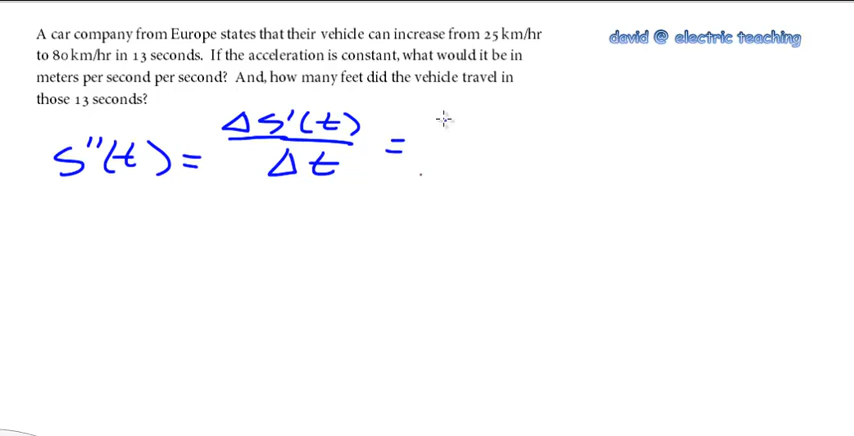 A car company from Europe states that their vehicle can increase from 25 km/hr
to 80 km/hr in 13 seconds. If the acceleration is constant, what would it be in
meters per second per second? And, how many feet did the vehicle travel in
those 13 seconds?
david @ electric teaching
S''(t) = ΔS'(t)/Δt =